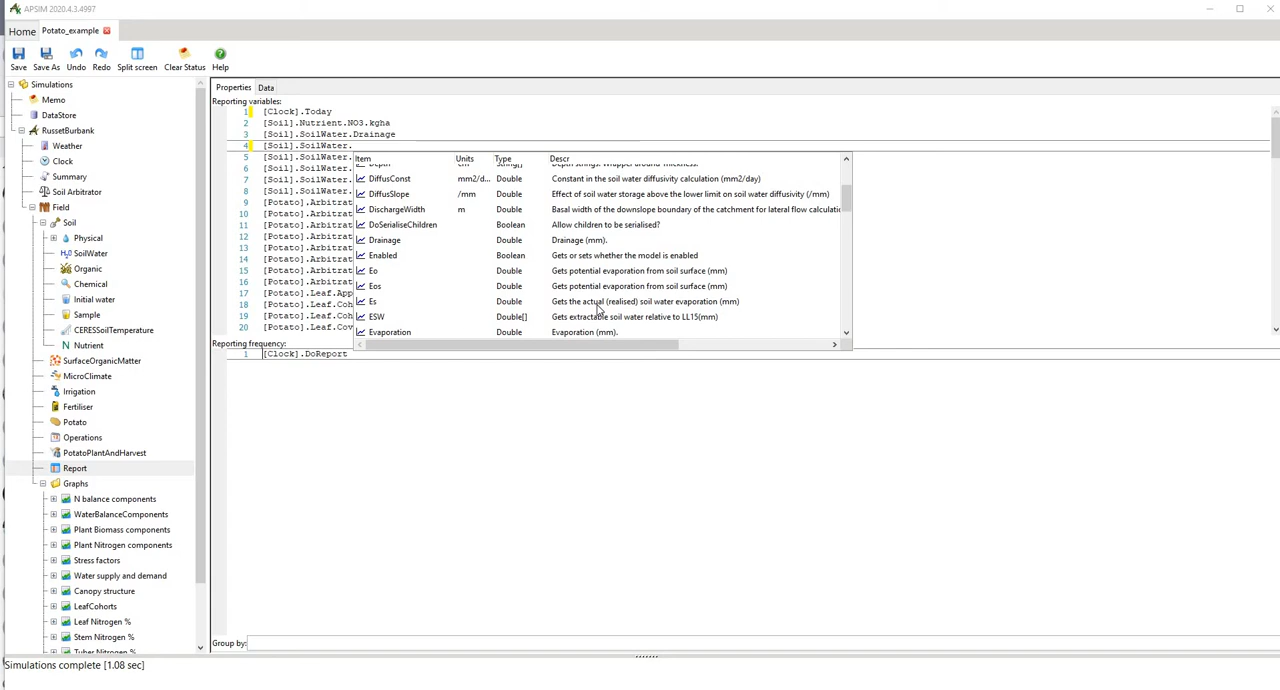 APSIM 2020.4.3.4997
Home Potato_example
Save Save As Undo Redo Split screen Clear Status Help
Simulations
Memo
DataStore
RussetBurbank
Weather
Clock
Summary
Soil Arbitrator
Field
Soil
Physical
SoilWater
Organic
Chemical
Initial water
Sample
CERESSoilTemperature
Nutrient
SurfaceOrganicMatter
MicroClimate
Irrigation
Fertiliser
Potato
Operations
PotatoPlantAndHarvest
Report
Graphs
N balance components
WaterBalanceComponents
Plant Biomass components
Plant Nitrogen components
Stress factors
Water supply and demand
Canopy structure
LeafCohorts
Leaf Nitrogen %
Stem Nitrogen %
Tuber Nitrogen %
Properties Data
Reporting variables:
1 [Clock].Today
2 [Soil].Nutrient.NO3.kgha
3 [Soil].SoilWater.Drainage
4 [Soil].SoilWater.
5 [Soil].SoilWater.
6 [Soil].SoilWater.
7 [Soil].SoilWater.
8 [Soil].SoilWater.
9 [Potato].Arbitrat
10 [Potato].Arbitrat
11 [Potato].Arbitrat
12 [Potato].Arbitrat
13 [Potato].Arbitrat
14 [Potato].Arbitrat
15 [Potato].Arbitrat
16 [Potato].Arbitrat
17 [Potato].Leaf.App
18 [Potato].Leaf.Coh
19 [Potato].Leaf.Coh
20 [Potato].Leaf.Cov
Item Units Type Descr
Depth cm String[] Depth strings. Wrapper around Thickness.
DiffusConst mm2/d... Double Constant in the soil water diffusivity calculation (mm2/day)
DiffusSlope /mm Double Effect of soil water storage above the lower limit on soil water diffusivity (/mm)
DischargeWidth m Double Basal width of the downslope boundary of the catchment for lateral flow calculatic
DoSerialiseChildren Boolean Allow children to be serialised?
Drainage Double Drainage (mm).
Enabled Boolean Gets or sets whether the model is enabled
Eo Double Gets potential evaporation from soil surface (mm)
Eos Double Gets potential evaporation from soil surface (mm)
Es Double Gets the actual (realised) soil water evaporation (mm)
ESW Double[] Gets extractable soil water relative to LL15(mm)
Evaporation Double Evaporation (mm).
Reporting frequency:
1 [Clock].DoReport
Group by:
Simulations complete [1.08 sec]